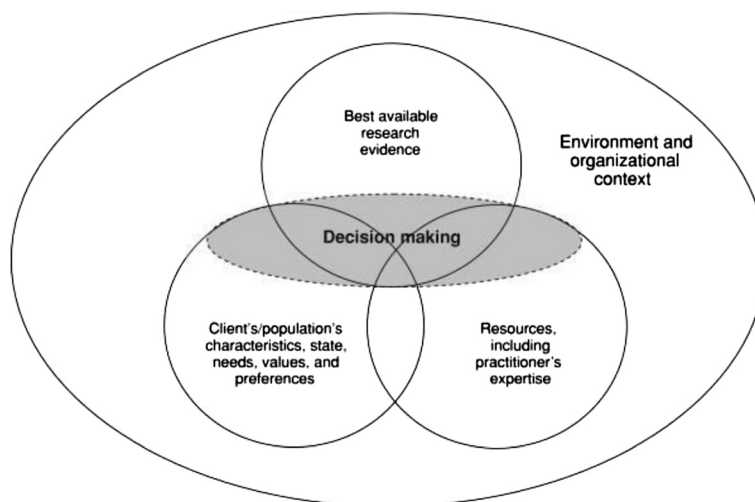 Best available
research
evidence
Environment and
organizational
context
Decision making
Client's/population's
characteristics, state,
needs, values, and
preferences
Resources,
including
practitioner's
expertise